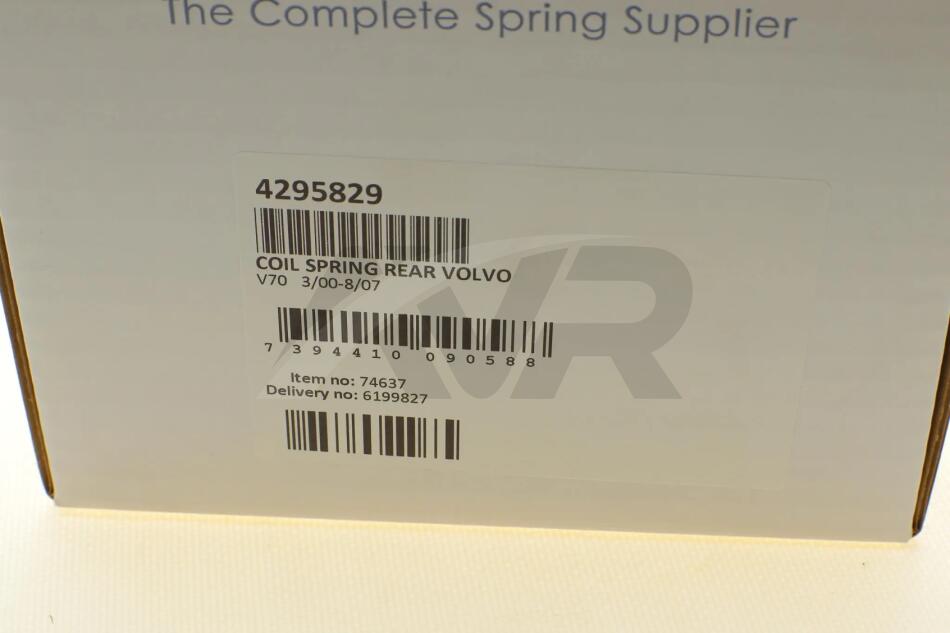 The Complete Spring Supplier
4295829
COIL SPRING REAR VOLVO
V70 3/00-8/07
7 394410 090588
Item no: 74637
Delivery no: 6199827